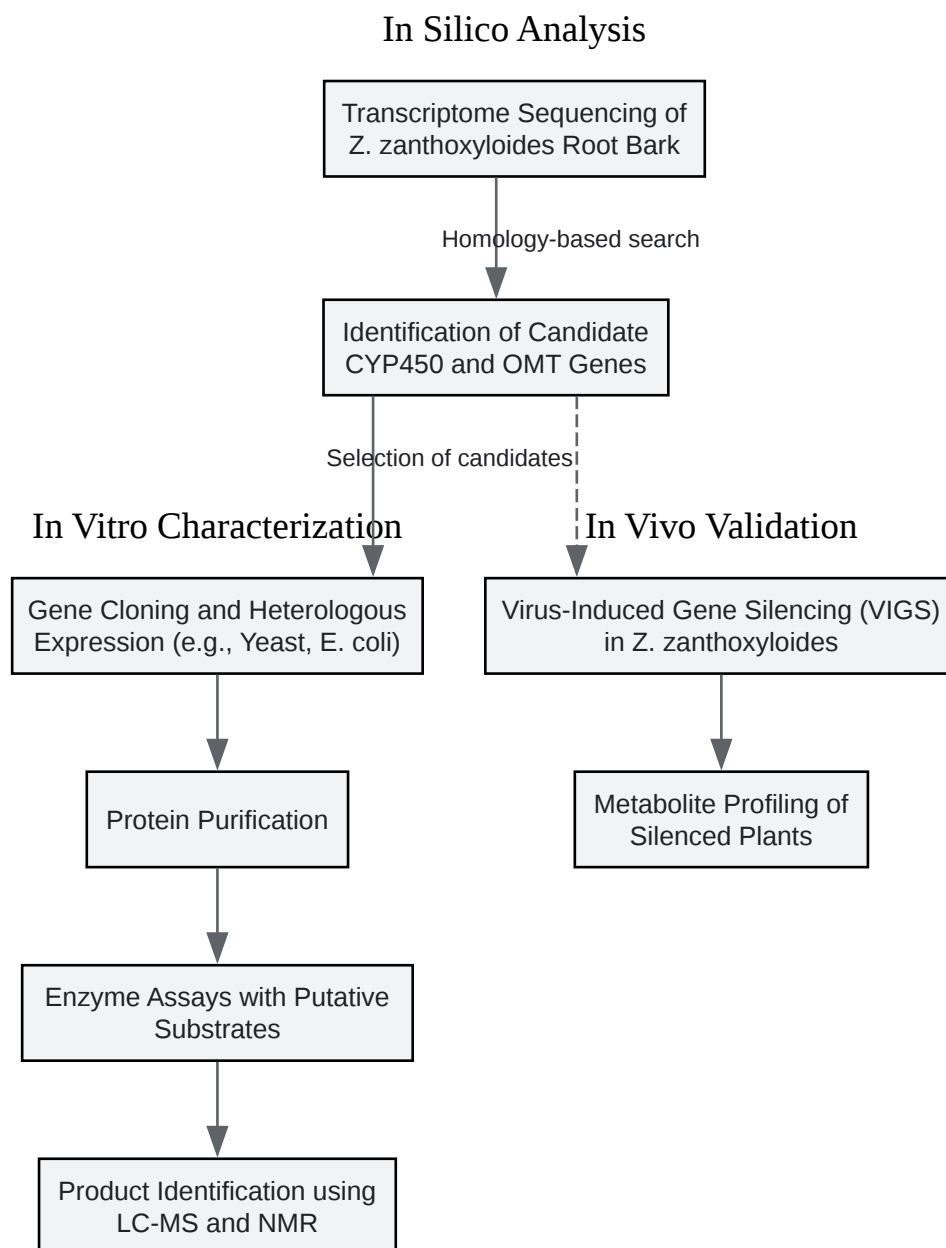 In Silico Analysis
Transcriptome Sequencing of
Z. zanthoxyloides Root Bark
Homology-based search
Identification of Candidate
CYP450 and OMT Genes
Selection of candidates
In Vitro Characterization
In Vivo Validation
Gene Cloning and Heterologous
Expression (e.g., Yeast, E. coli)
Virus-Induced Gene Silencing (VIGS)
in Z. zanthoxyloides
Protein Purification
Metabolite Profiling of
Silenced Plants
Enzyme Assays with Putative
Substrates
Product Identification using
LC-MS and NMR